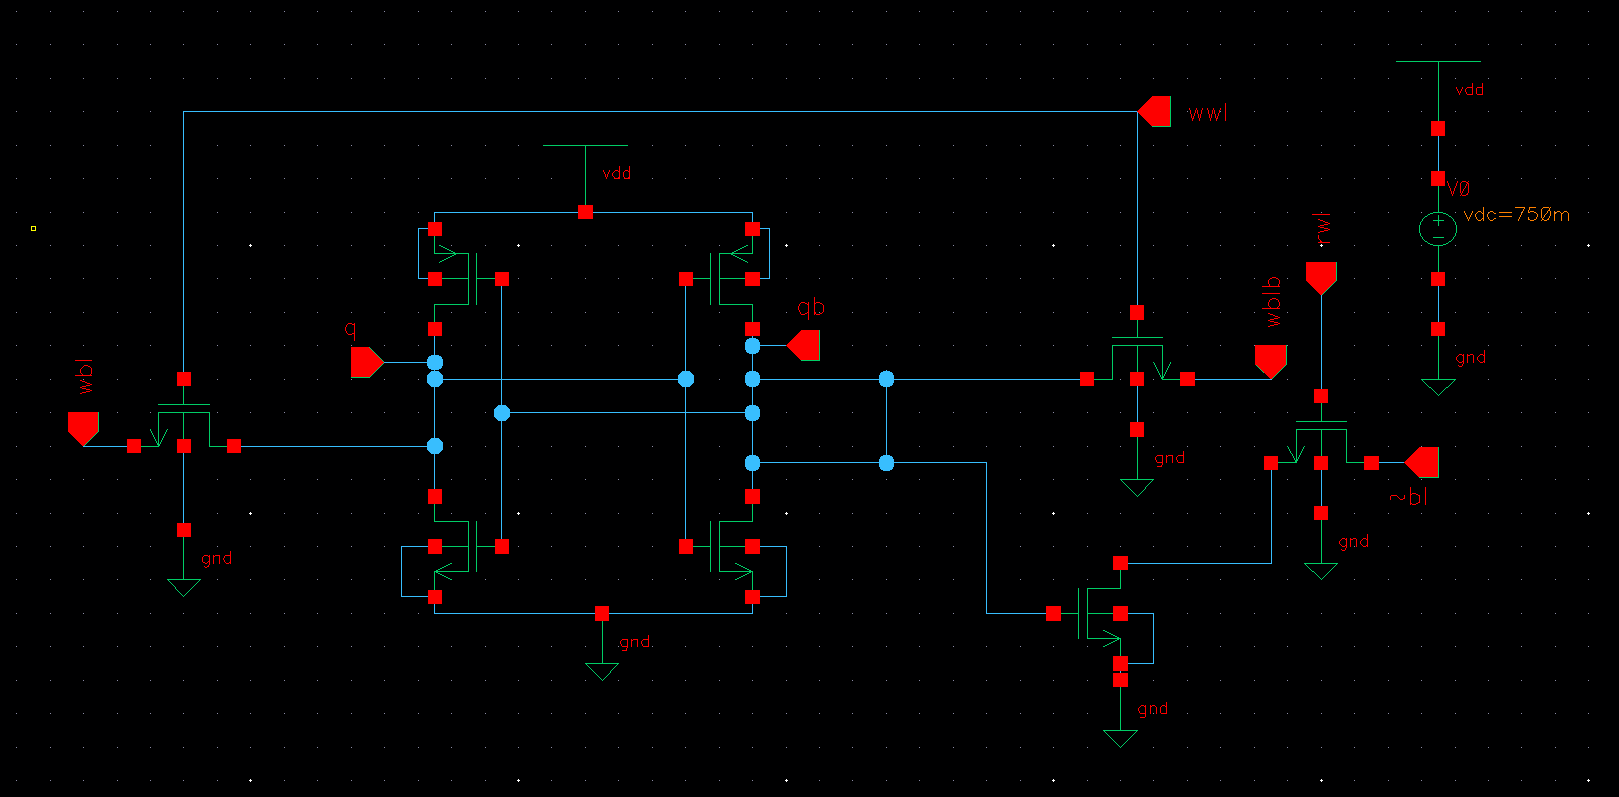 vdd
wwl
vdd
V0
vdc=750m
rwl
wblb
qb
q
gnd
wbl
gnd
~bl
gnd
gnd
gnd
gnd